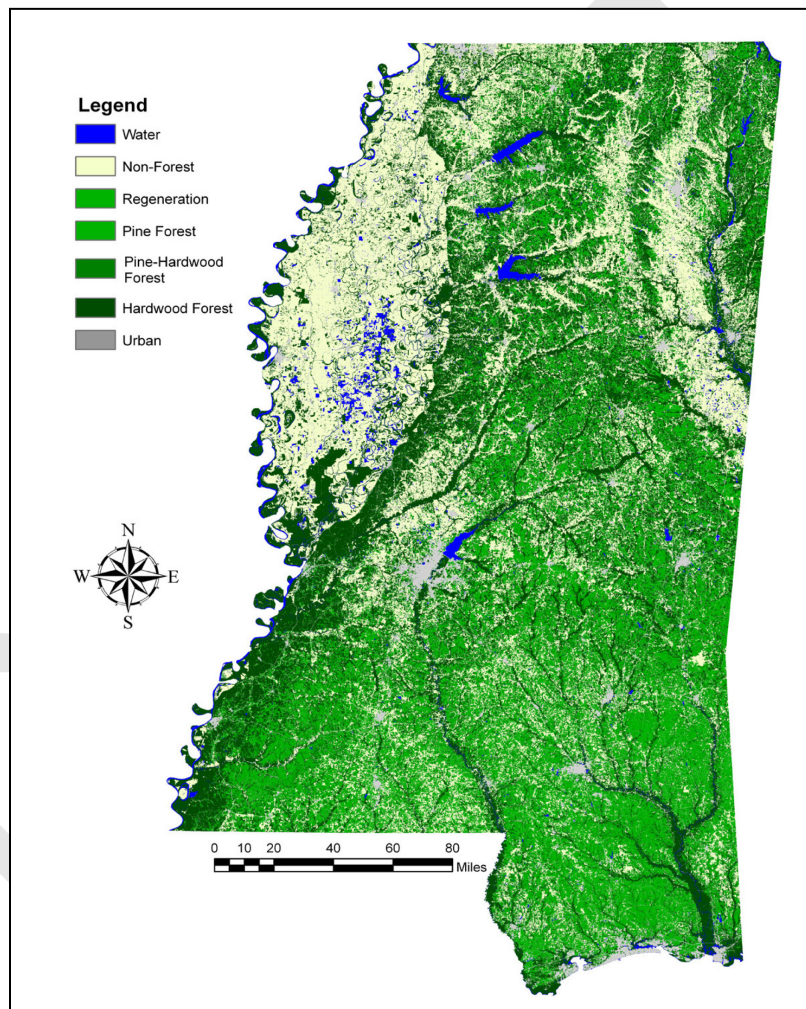 Legend
Water
Non-Forest
Regeneration
Pine Forest
Pine-Hardwood
Forest
Hardwood Forest
Urban
N
W E
S
0 10 20 40 60 80
Miles